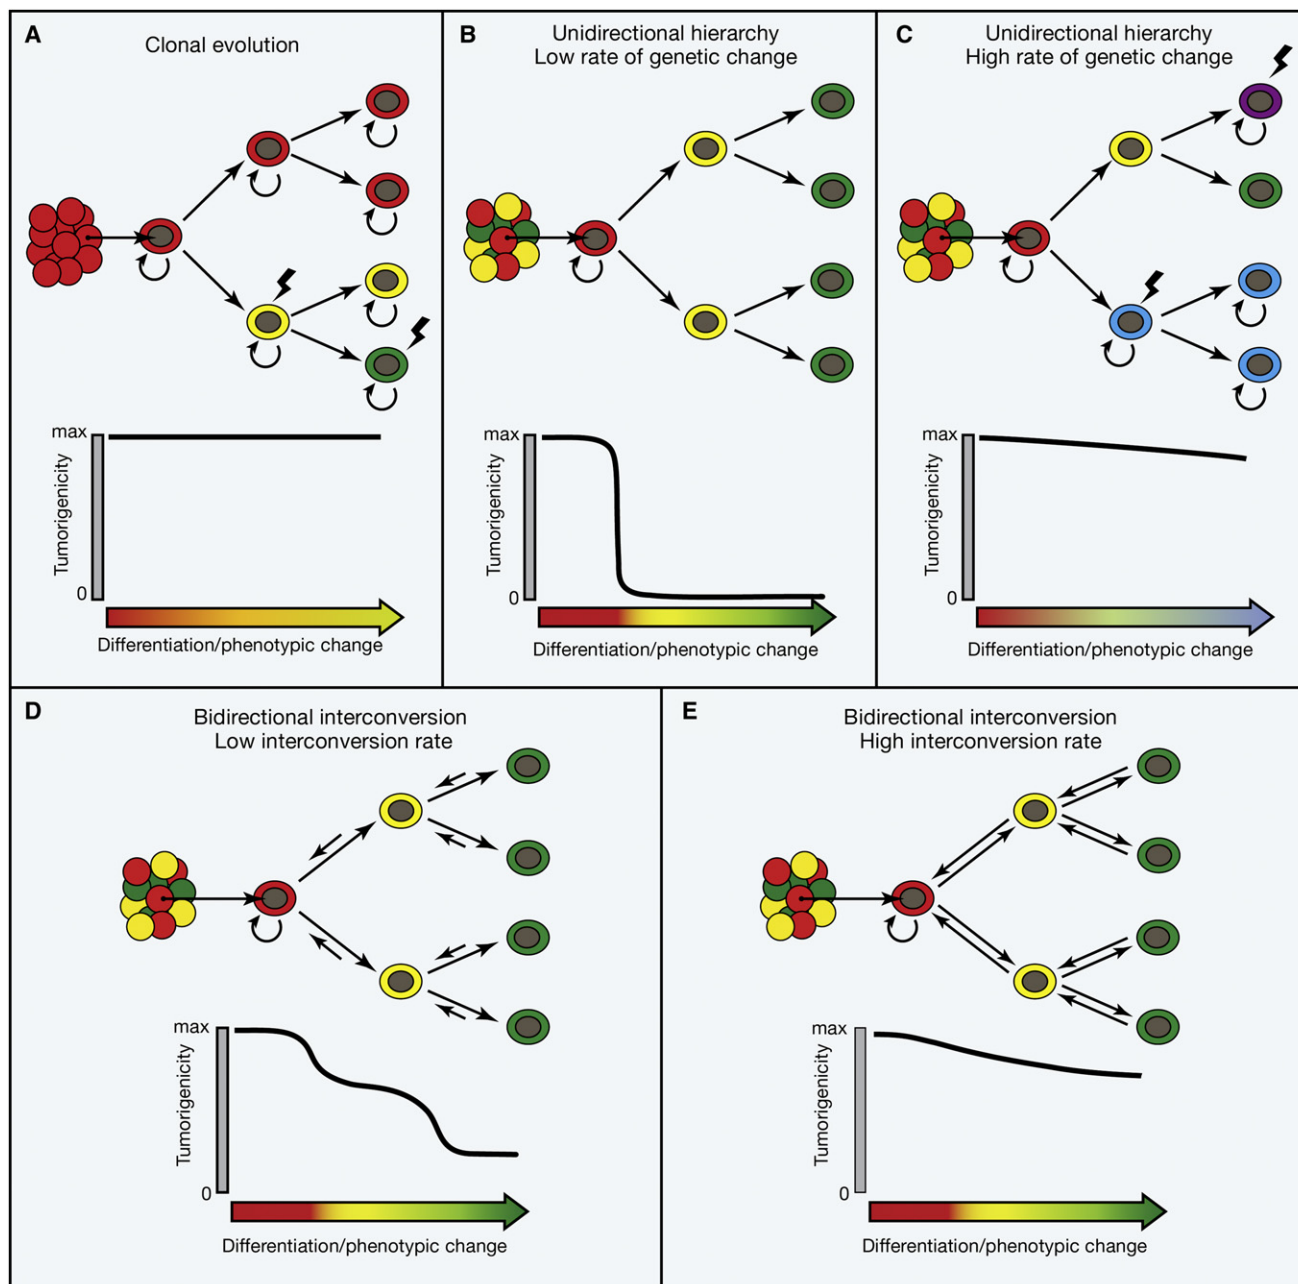 A
Clonal evolution
max
Tumorigenicity
0
Differentiation/phenotypic change
B
Unidirectional hierarchy
Low rate of genetic change
max
Tumorigenicity
0
Differentiation/phenotypic change
C
Unidirectional hierarchy
High rate of genetic change
max
Tumorigenicity
0
Differentiation/phenotypic change
D
Bidirectional interconversion
Low interconversion rate
max
Tumorigenicity
0
Differentiation/phenotypic change
E
Bidirectional interconversion
High interconversion rate
max
Tumorigenicity
0
Differentiation/phenotypic change